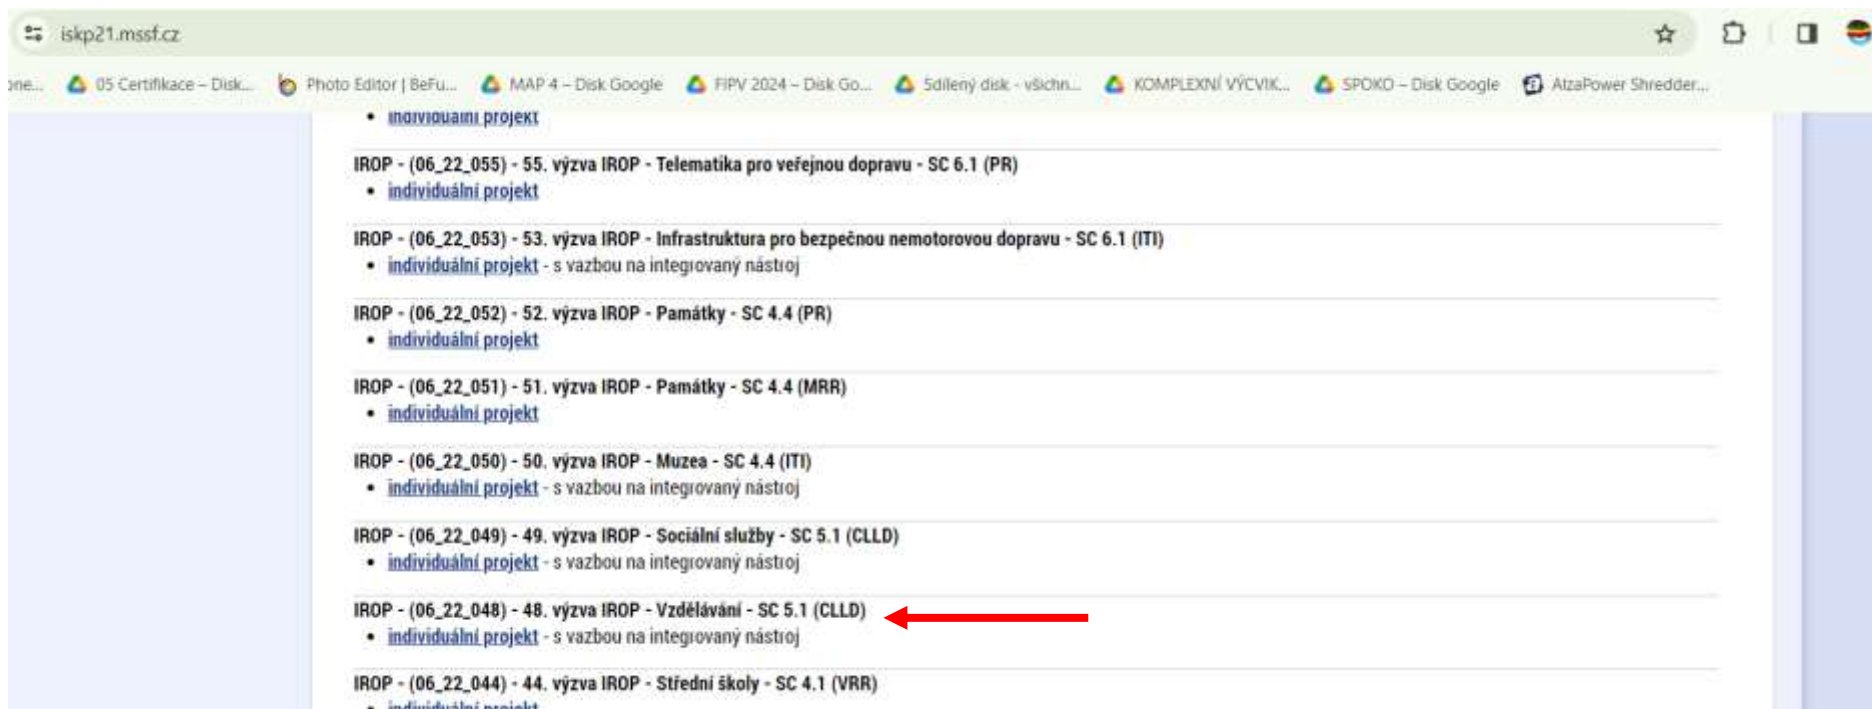 iskp21.mssf.cz
05 Certifikace – Disk... Photo Editor | BeFu... MAP 4 – Disk Google FIPV 2024 – Disk Go... Sdílený disk - všichn... KOMPLEXNÍ VÝCVIK... SPOKO – Disk Google AlzaPower Shredder...
individuální projekt
IROP - (06_22_055) - 55. výzva IROP - Telematika pro veřejnou dopravu - SC 6.1 (PR)
individuální projekt
IROP - (06_22_053) - 53. výzva IROP - Infrastruktura pro bezpečnou nemotorovou dopravu - SC 6.1 (ITI)
individuální projekt - s vazbou na integrovaný nástroj
IROP - (06_22_052) - 52. výzva IROP - Památky - SC 4.4 (PR)
individuální projekt
IROP - (06_22_051) - 51. výzva IROP - Památky - SC 4.4 (MRR)
individuální projekt
IROP - (06_22_050) - 50. výzva IROP - Muzea - SC 4.4 (ITI)
individuální projekt - s vazbou na integrovaný nástroj
IROP - (06_22_049) - 49. výzva IROP - Sociální služby - SC 5.1 (CLLD)
individuální projekt - s vazbou na integrovaný nástroj
IROP - (06_22_048) - 48. výzva IROP - Vzdělávání - SC 5.1 (CLLD)
individuální projekt - s vazbou na integrovaný nástroj
IROP - (06_22_044) - 44. výzva IROP - Střední školy - SC 4.1 (VRR)
individuální projekt